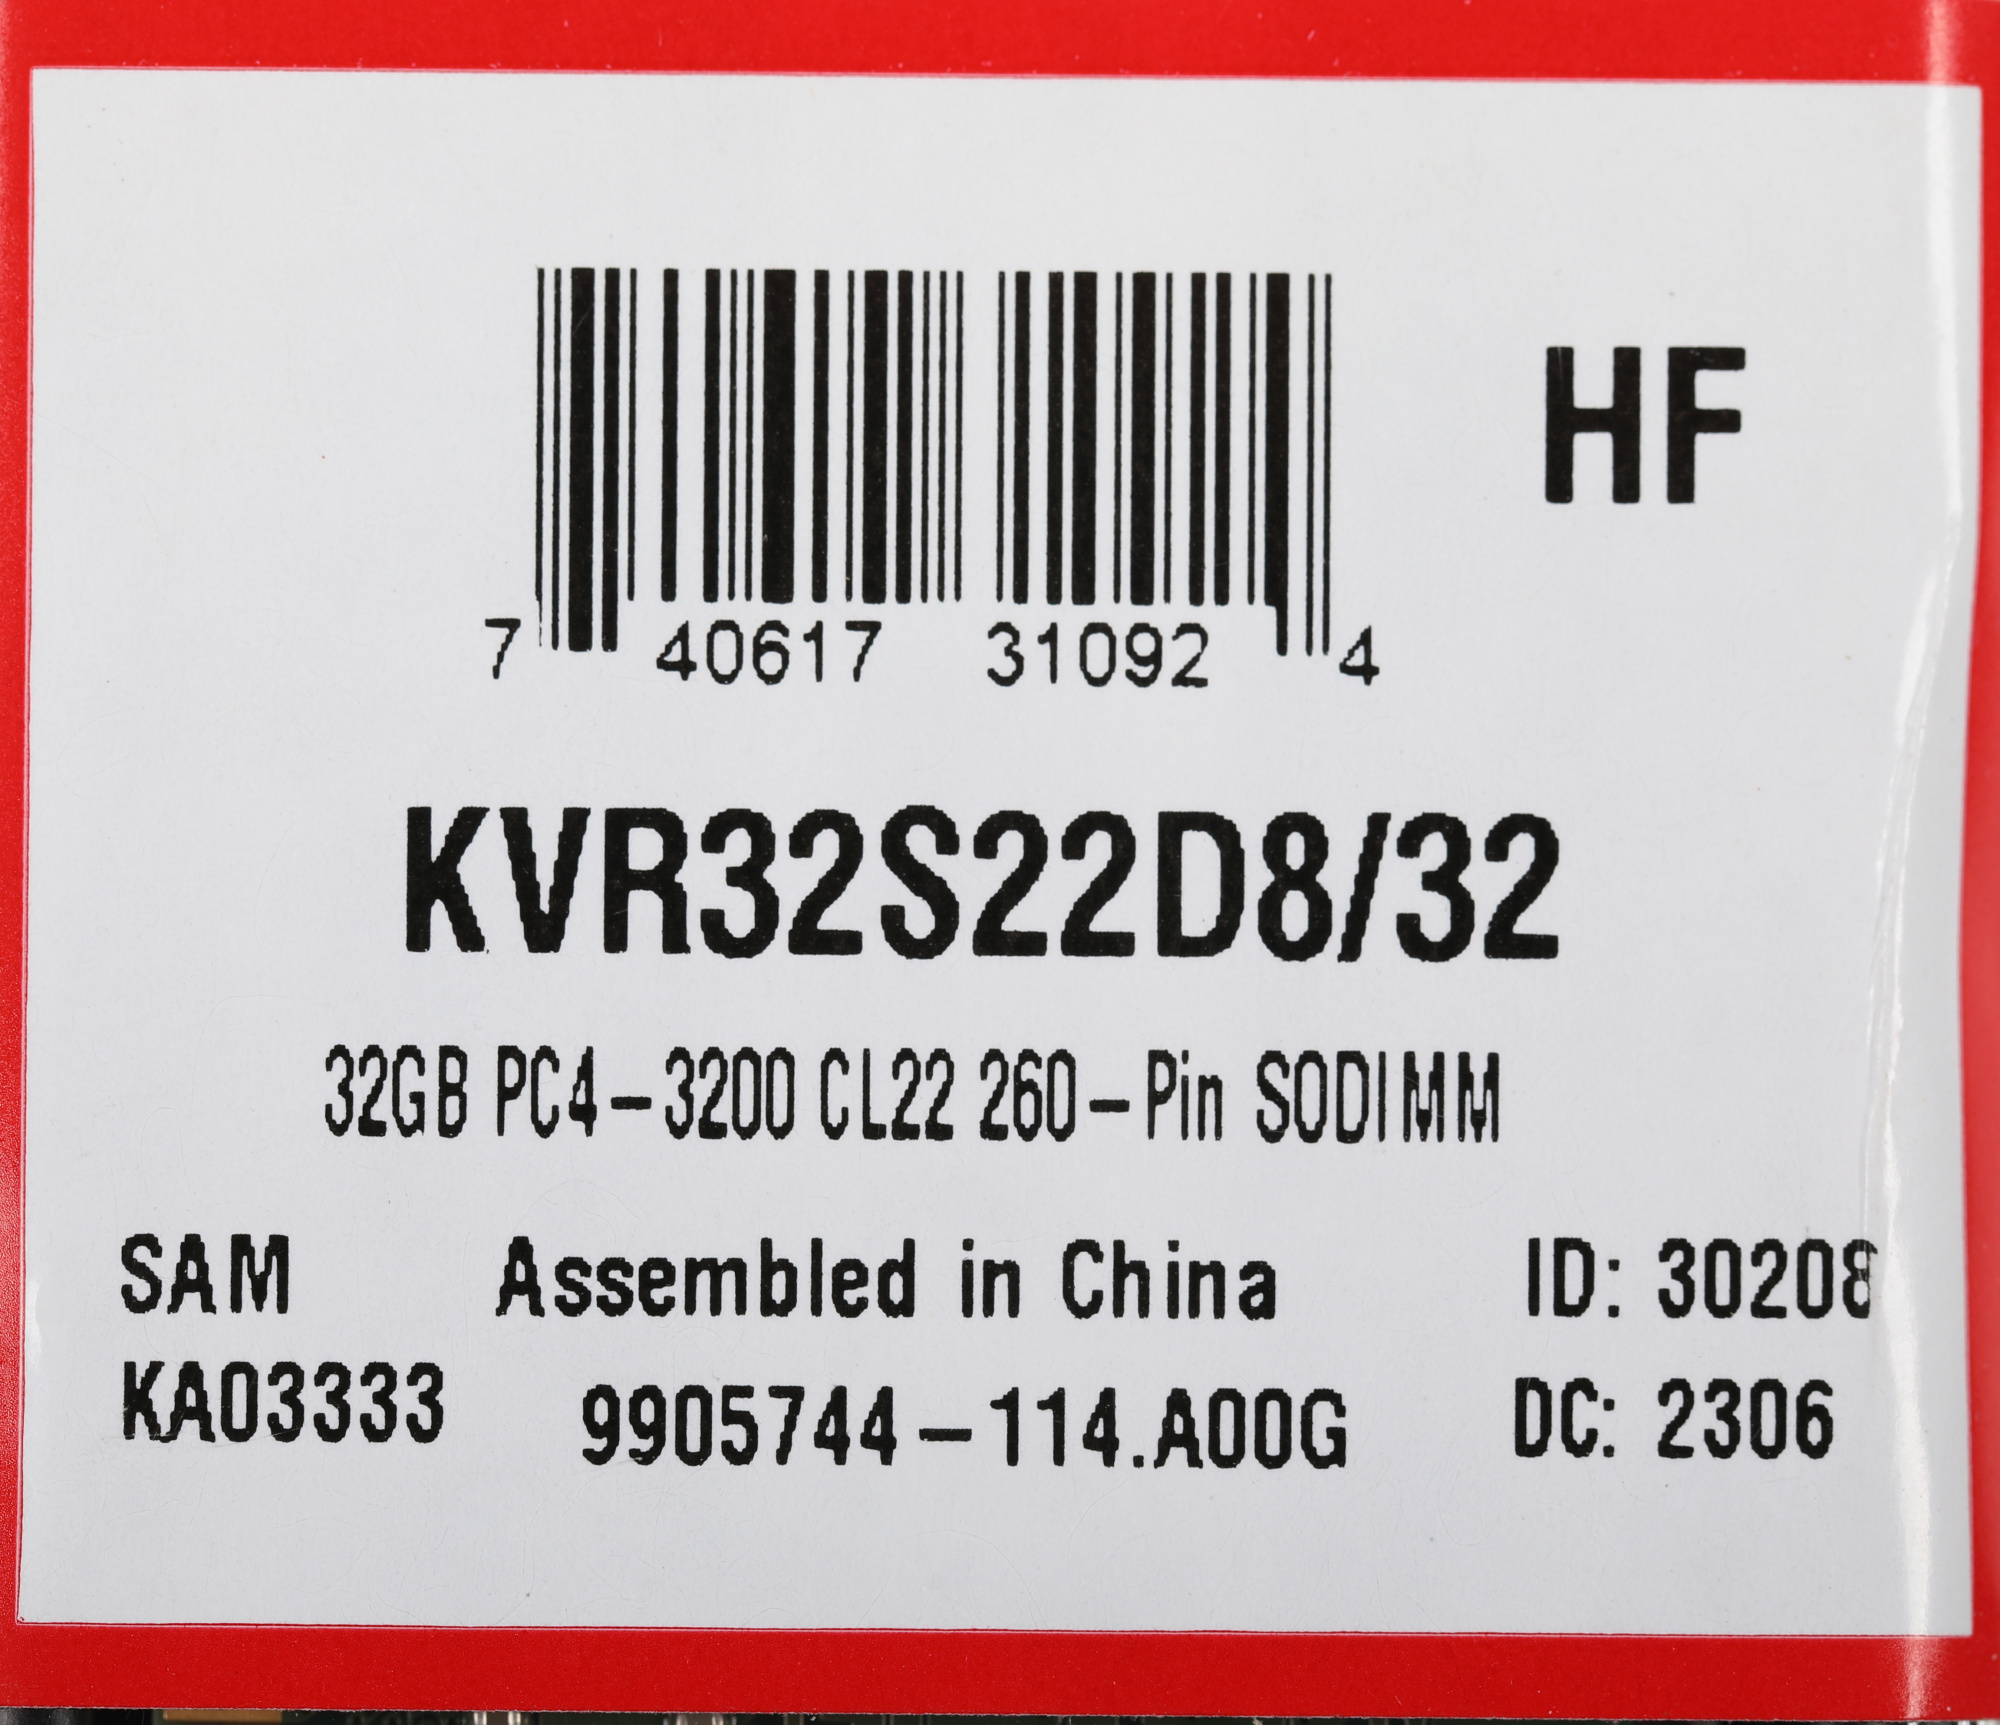 HF
7 40617 31092 4
KVR32S22D8/32
32GB PC4-3200 CL22 260-Pin SODIMM
SAM Assembled in China ID: 30208
KA03333 9905744-114.A00G DC: 2306